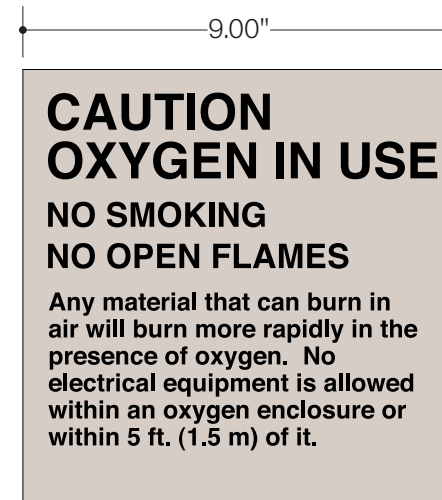 9.00"
CAUTION
OXYGEN IN USE
NO SMOKING
NO OPEN FLAMES
Any material that can burn in
air will burn more rapidly in the
presence of oxygen.  No
electrical equipment is allowed
within an oxygen enclosure or
within 5 ft. (1.5 m) of it.